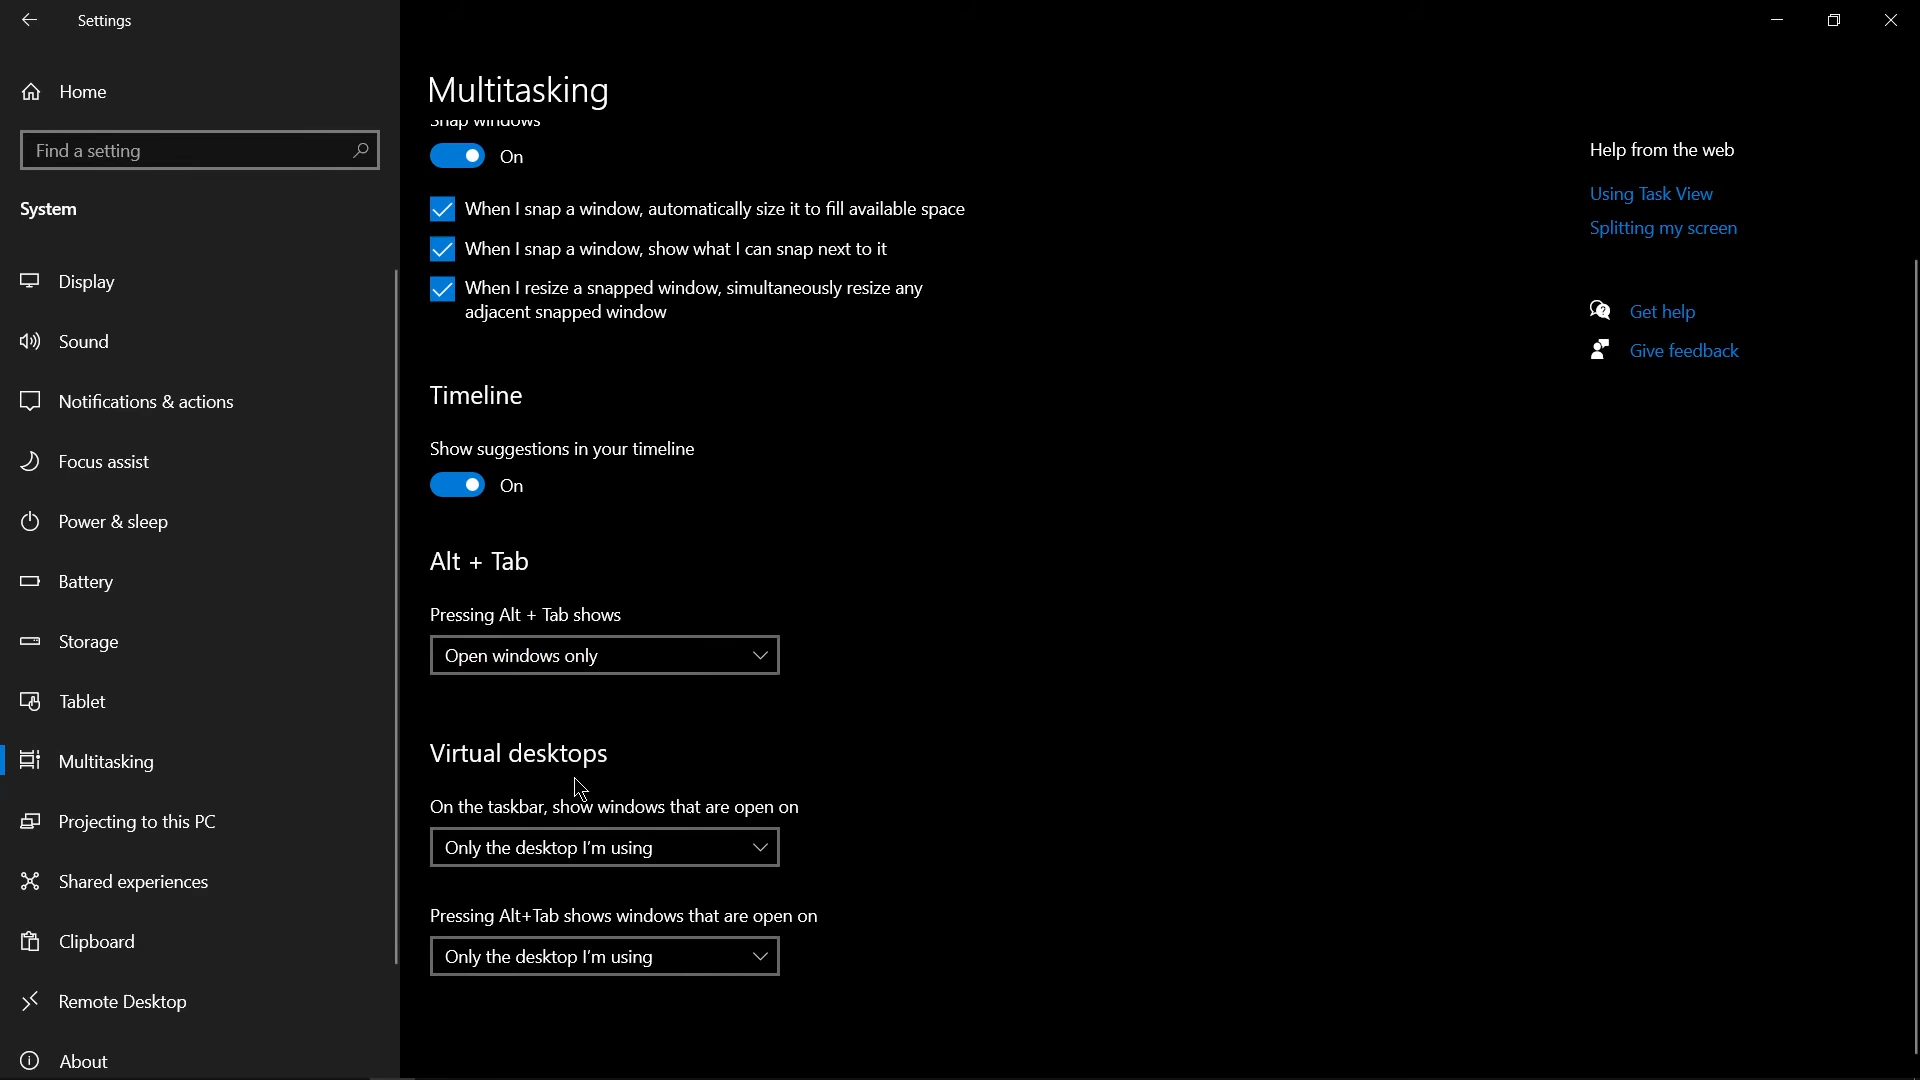 Settings
Home
Find a setting
System
Display
Sound
Notifications & actions
Focus assist
Power & sleep
Battery
Storage
Tablet
Multitasking
Projecting to this PC
Shared experiences
Clipboard
Remote Desktop
About
Multitasking
Snap windows
On
When I snap a window, automatically size it to fill available space
When I snap a window, show what I can snap next to it
When I resize a snapped window, simultaneously resize any
adjacent snapped window
Timeline
Show suggestions in your timeline
On
Alt + Tab
Pressing Alt + Tab shows
Open windows only
Virtual desktops
On the taskbar, show windows that are open on
Only the desktop I'm using
Pressing Alt+Tab shows windows that are open on
Only the desktop I'm using
Help from the web
Using Task View
Splitting my screen
Get help
Give feedback